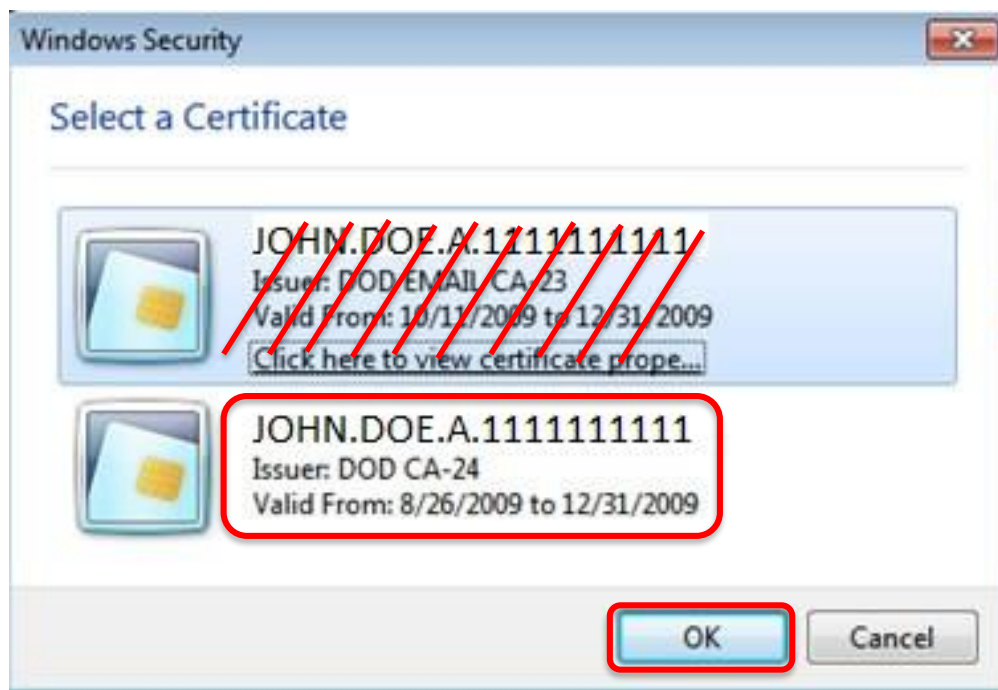 Windows Security
Select a Certificate
JOHN.DOE.A.1111111111
Issuer: DOD EMAIL CA-23
Valid From: 10/11/2009 to 12/31/2009
Click here to view certificate prope...
JOHN.DOE.A.1111111111
Issuer: DOD CA-24
Valid From: 8/26/2009 to 12/31/2009
OK Cancel